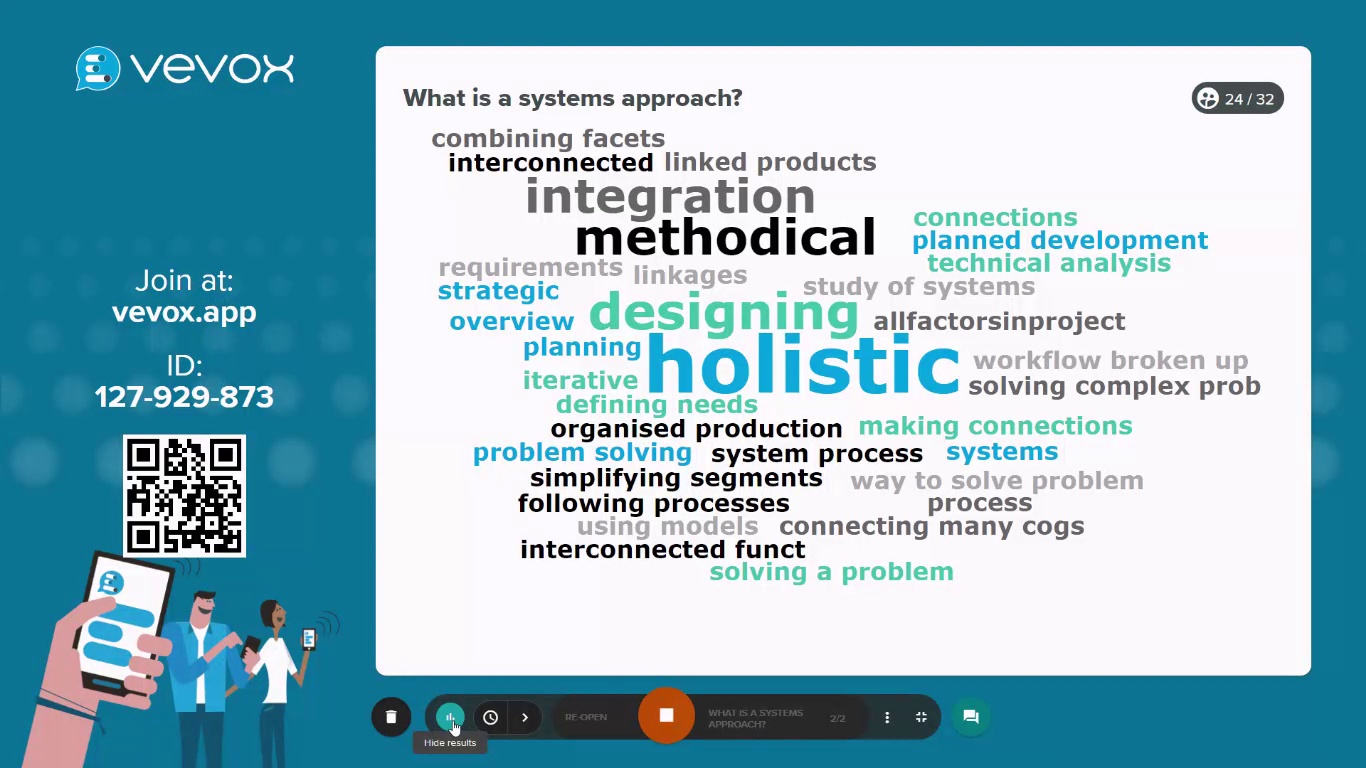 vevox
Join at:
vevox.app
ID:
127-929-873
What is a systems approach?
24 / 32
combining facets
interconnected linked products
integration
methodical
connections
planned development
technical analysis
requirements linkages
study of systems
strategic
designing
overview
allfactorsinproject
planning
holistic
workflow broken up
iterative
solving complex prob
defining needs
organised production
making connections
problem solving system process systems
simplifying segments
way to solve problem
following processes
process
using models connecting many cogs
interconnected funct
solving a problem
RE-OPEN
WHAT IS A SYSTEMS
APPROACH?
2/2
Hide results